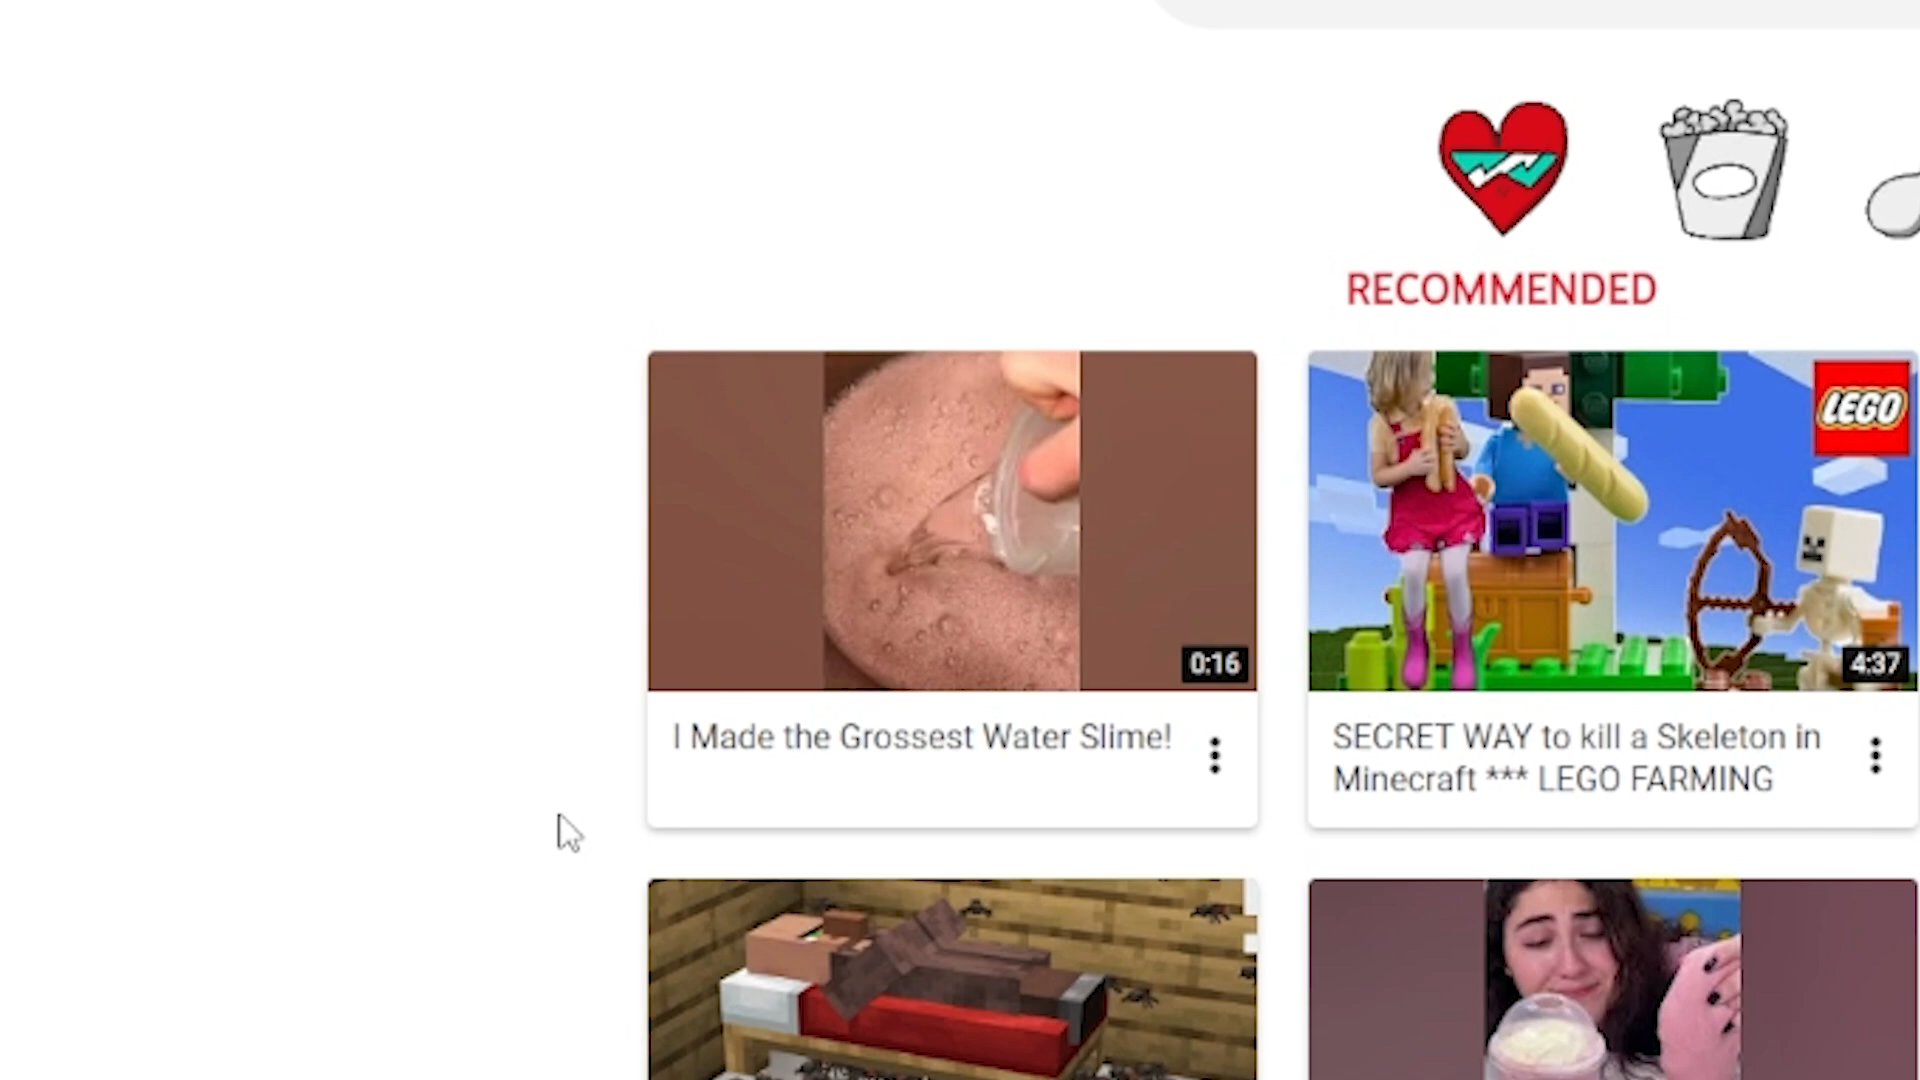 RECOMMENDED
LEGO
0:16
4:37
I Made the Grossest Water Slime!
SECRET WAY to kill a Skeleton in
Minecraft *** LEGO FARMING